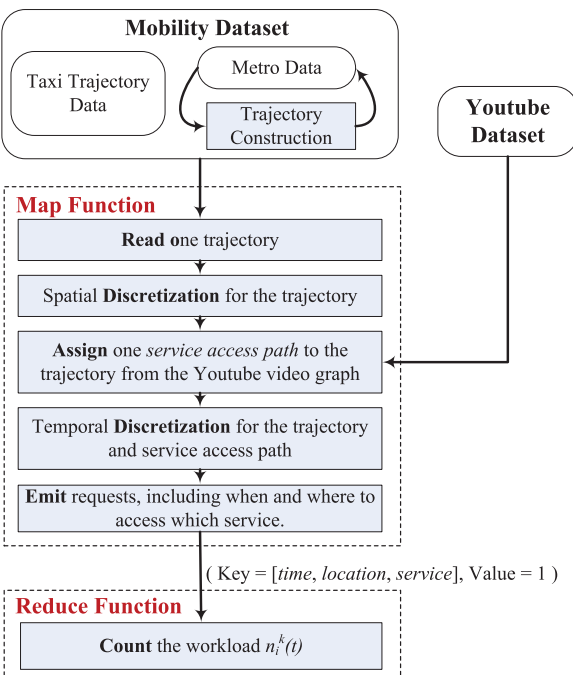 Mobility Dataset
Taxi Trajectory
Data
Metro Data
Trajectory
Construction
Youtube
Dataset
Map Function
Read one trajectory
Spatial Discretization for the trajectory
Assign one service access path to the
trajectory from the Youtube video graph
Temporal Discretization for the trajectory
and service access path
Emit requests, including when and where to
access which service.
( Key = [time, location, service], Value = 1 )
Reduce Function
Count the workload n_i^k(t)